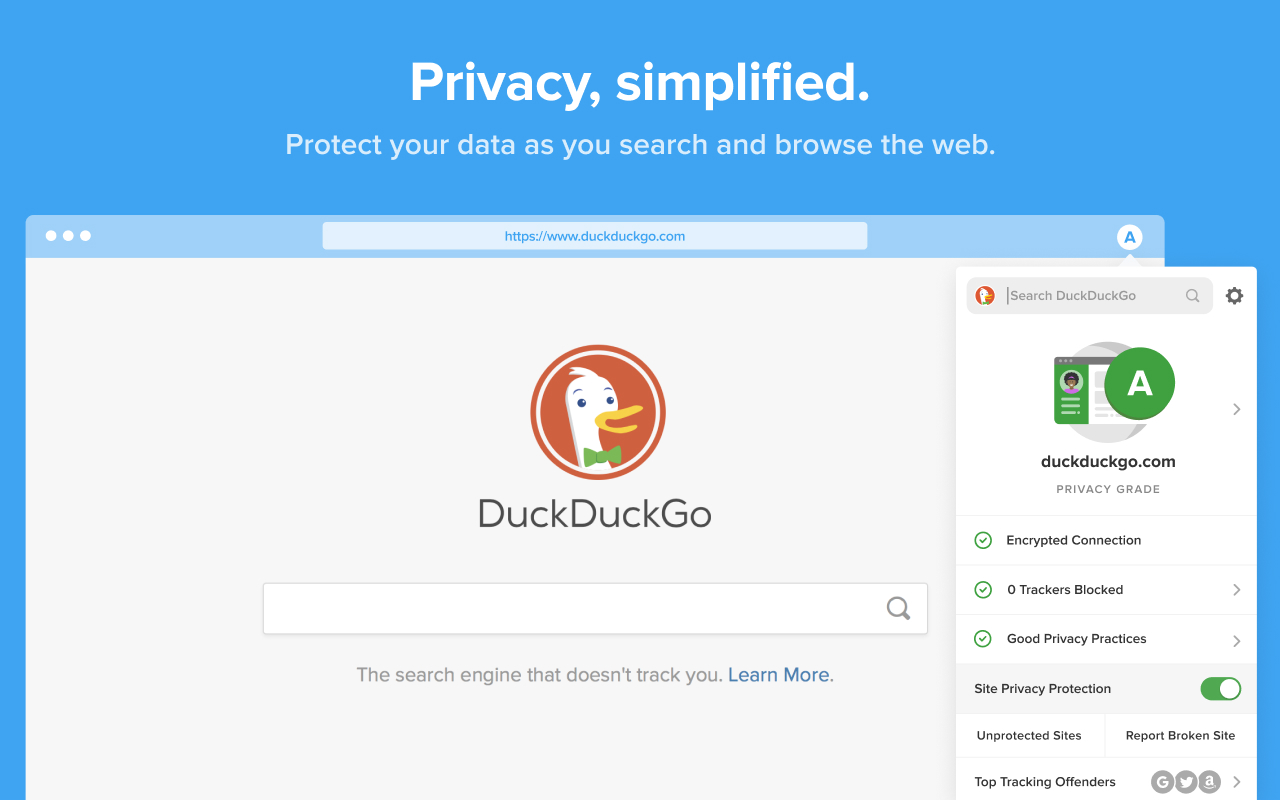 Privacy, simplified.
Protect your data as you search and browse the web.
https://www.duckduckgo.com
A
Search DuckDuckGo
A
duckduckgo.com
PRIVACY GRADE
Encrypted Connection
0 Trackers Blocked
Good Privacy Practices
Site Privacy Protection
Unprotected Sites
Report Broken Site
Top Tracking Offenders
G
a
DuckDuckGo
The search engine that doesn't track you. Learn More.